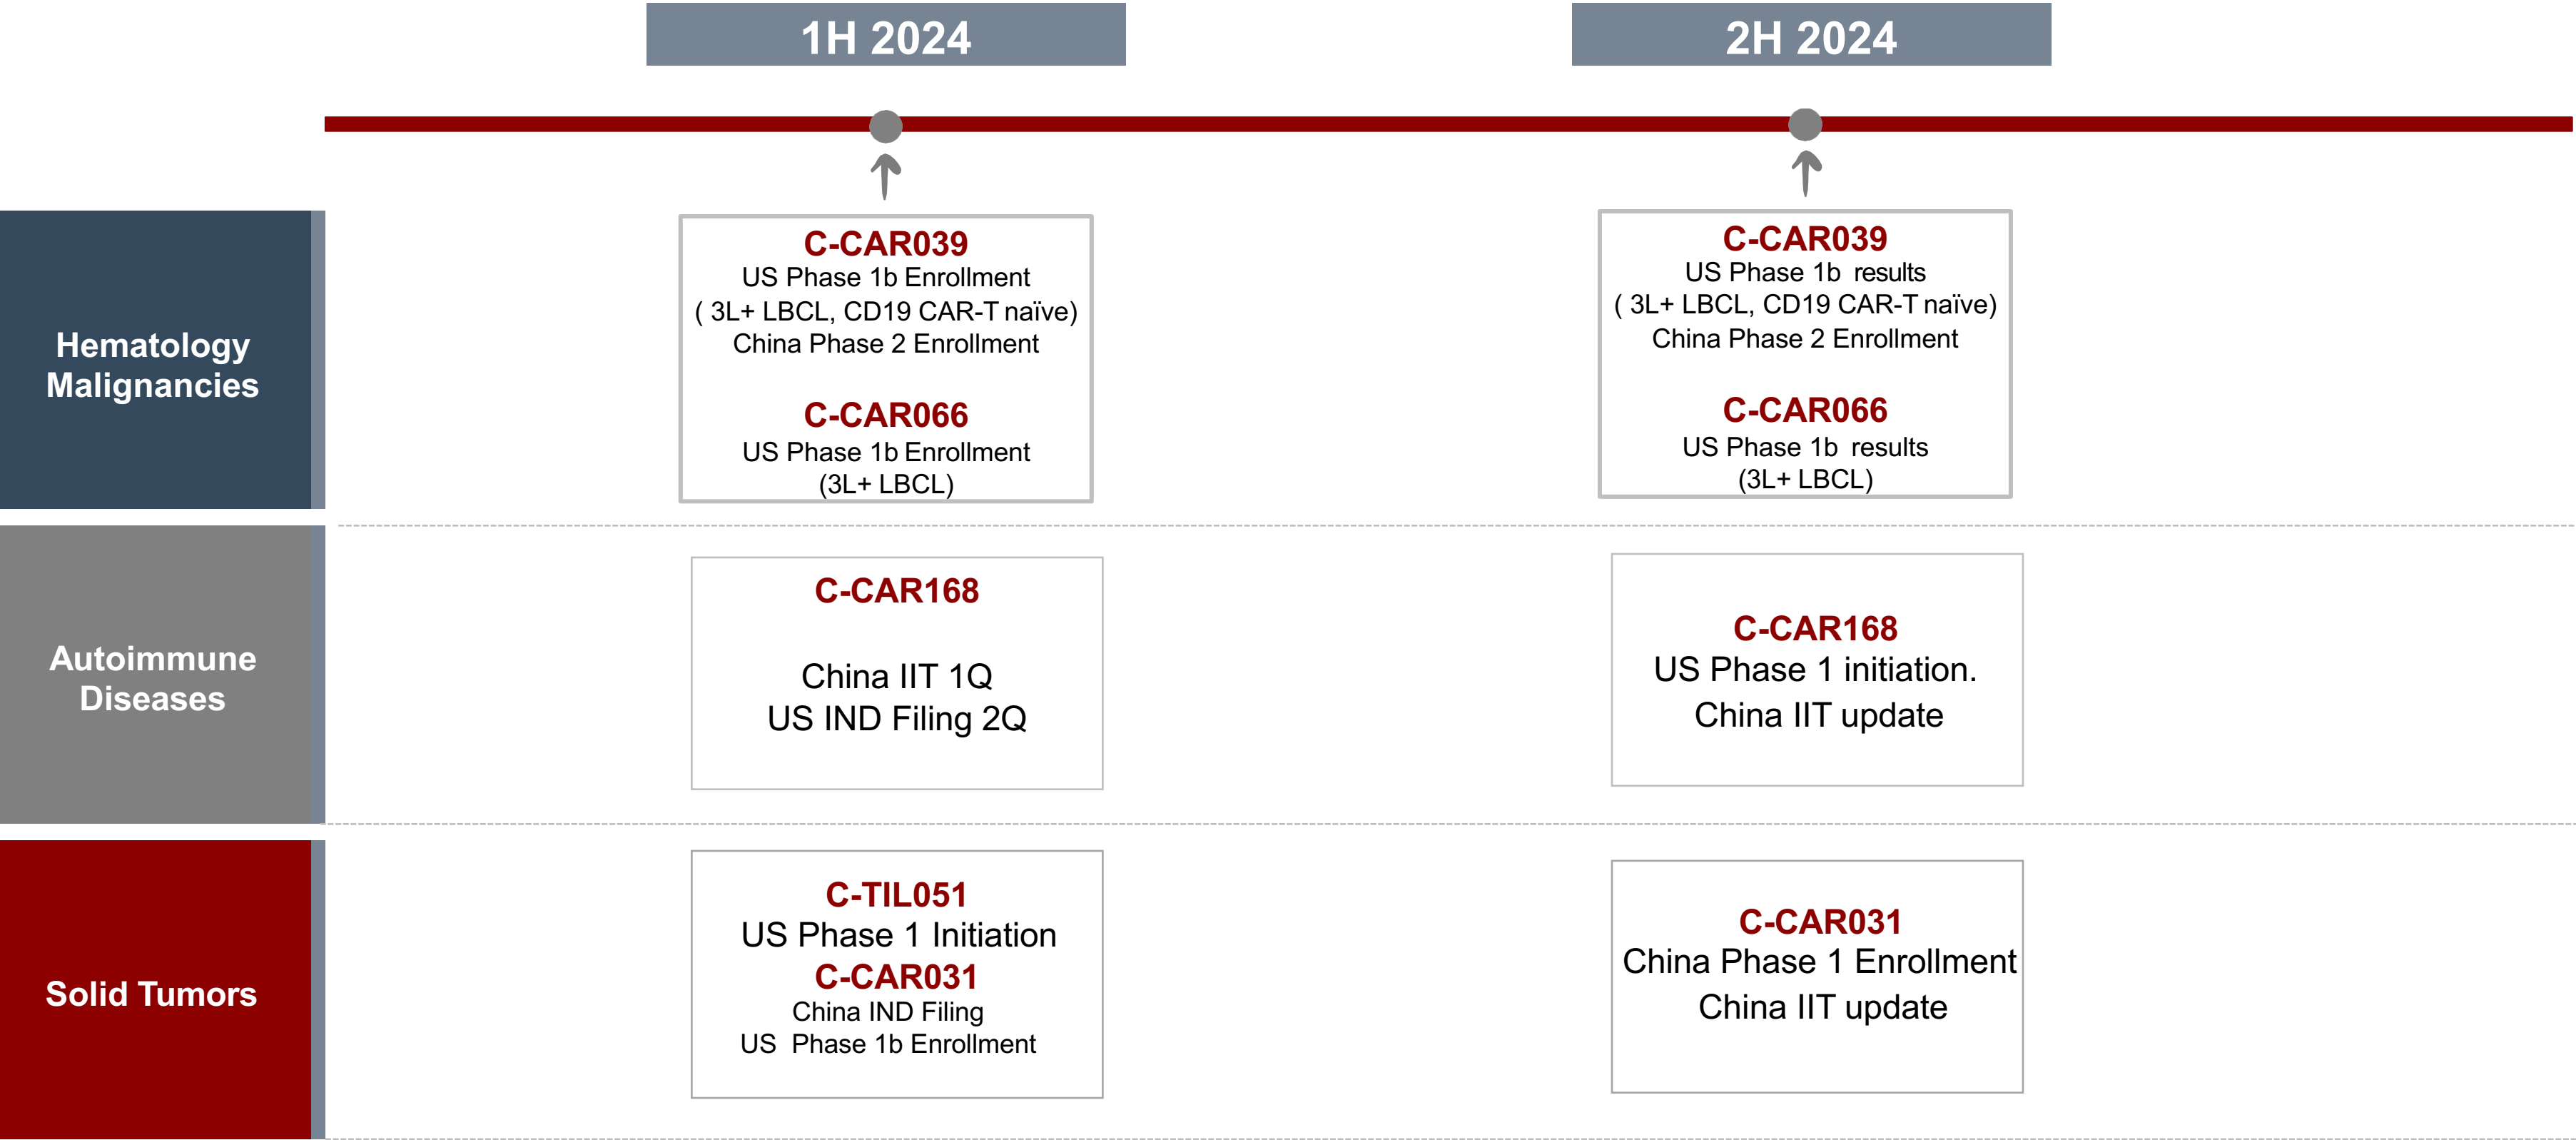 1H 2024
2H 2024
Hematology
Malignancies
C-CAR039
US Phase 1b Enrollment
( 3L+ LBCL, CD19 CAR-T naïve)
China Phase 2 Enrollment
C-CAR066
US Phase 1b Enrollment
(3L+ LBCL)
C-CAR039
US Phase 1b results
( 3L+ LBCL, CD19 CAR-T naïve)
China Phase 2 Enrollment
C-CAR066
US Phase 1b results
(3L+ LBCL)
Autoimmune
Diseases
C-CAR168
China IIT 1Q
US IND Filing 2Q
C-CAR168
US Phase 1 initiation.
China IIT update
Solid Tumors
C-TIL051
US Phase 1 Initiation
C-CAR031
China IND Filing
US Phase 1b Enrollment
C-CAR031
China Phase 1 Enrollment
China IIT update